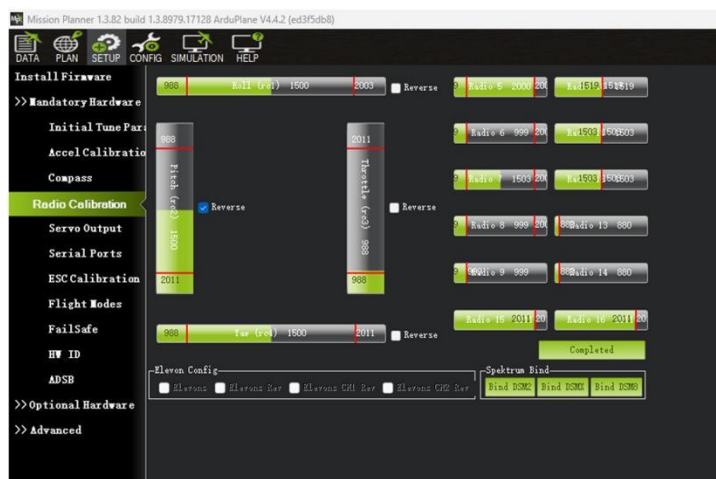 Mission Planner 1.3.82 build 1.3.8979.17128 ArduPlane V4.4.2 (ed3f5db8)
DATA PLAN SETUP CONFIG SIMULATION HELP
Install Firmware
>> Mandatory Hardware
Initial Tune Para
Accel Calibratio
Compass
Radio Calibration
Servo Output
Serial Ports
ESC Calibration
Flight Modes
FailSafe
HW ID
ADSB
>> Optional Hardware
>> Advanced
988 Roll (rc1) 1500 2003 Reverse
988
Pitch (rc2) 1500
2011
Reverse
2011
Throttle (rc3) 988
988
Reverse
988 Yaw (rc4) 1500 2011 Reverse
Radio 5 2000
Radio 6 999 1503
Radio 7 1503 1503
Radio 8 999 Radio 13 880
Radio 9 999 Radio 14 880
Radio 15 2011 Radio 16 2011
Completed
Elevon Config
Elevons Elevons Rev Elevons CH1 Rev Elevons CH2 Rev
Spektrum Bind
Bind DSM2 Bind DSMX Bind DSM8